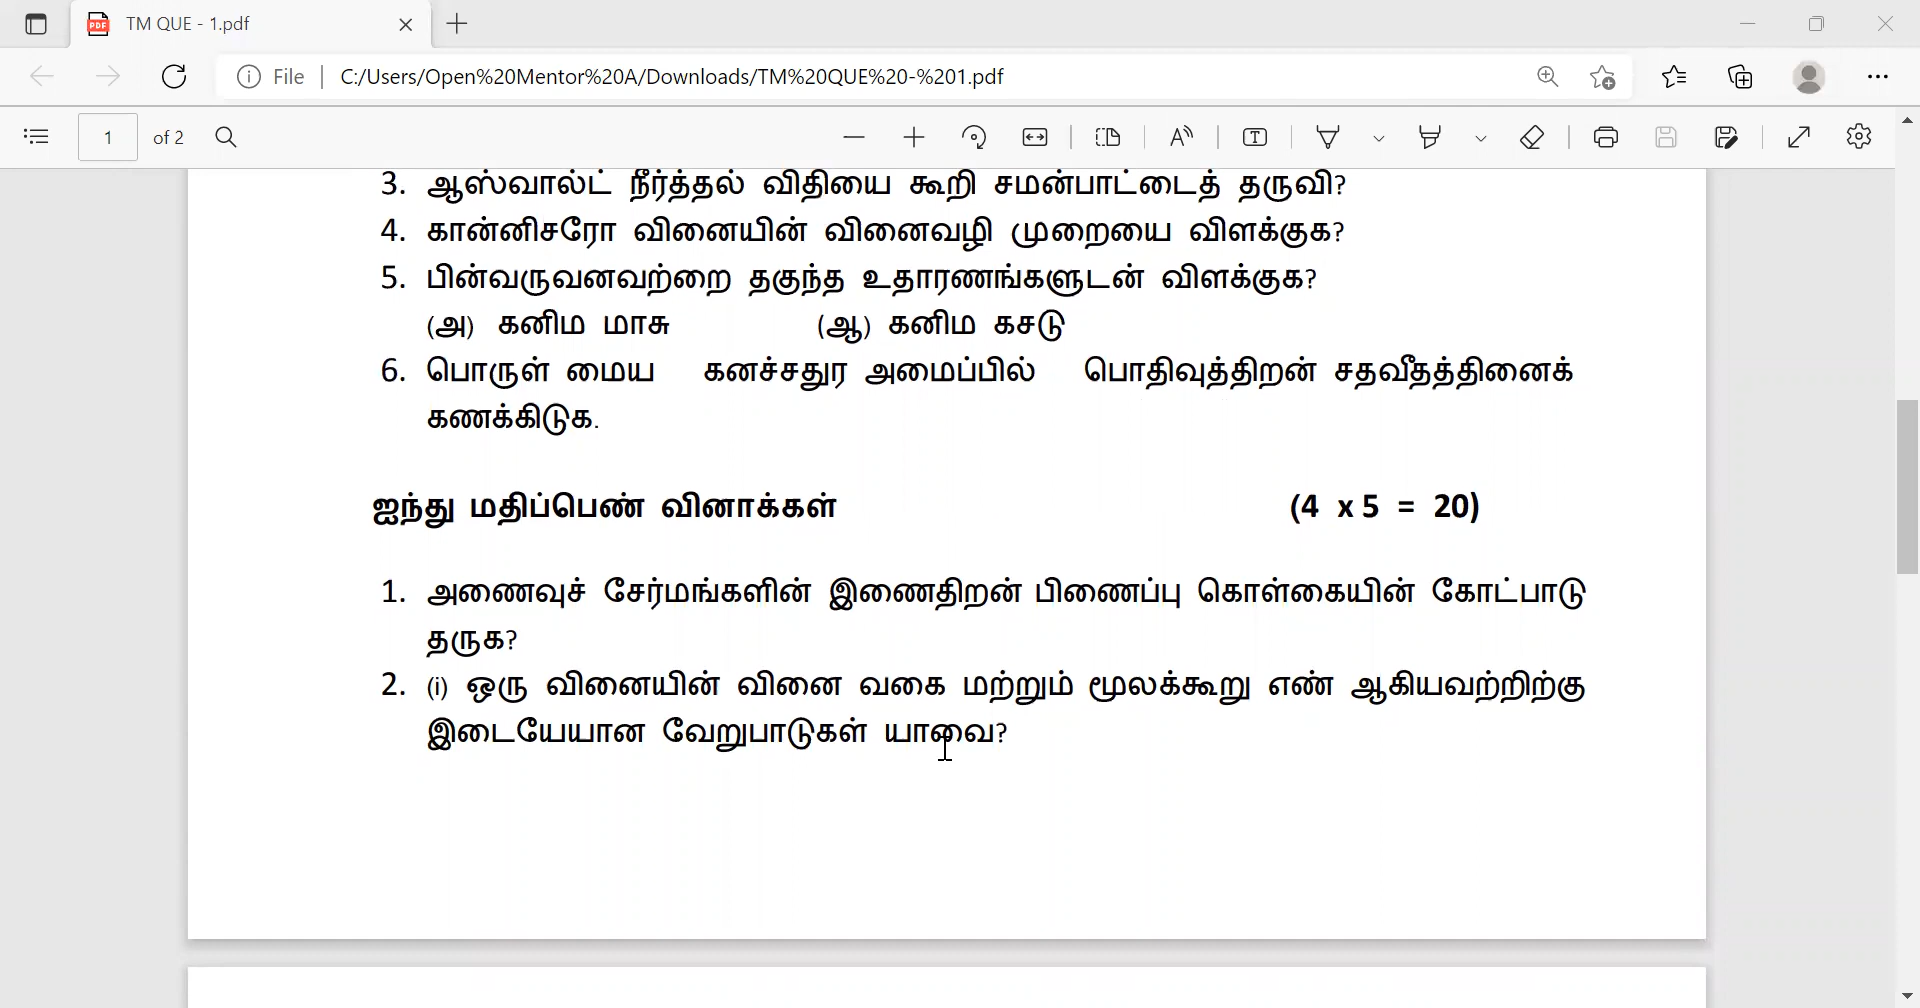 TM QUE - 1.pdf
File C:/Users/Open%20Mentor%20A/Downloads/TM%20QUE%20-%201.pdf
1 of 2
3. ஆஸ்வால்ட் நீர்த்தல் விதியை கூறி சமன்பாட்டைத் தருவி?
4. கான்னிசரோ வினையின் வினைவழி முறையை விளக்குக?
5. பின்வருவனவற்றை தகுந்த உதாரணங்களுடன் விளக்குக?
(அ) கனிம மாசு (ஆ) கனிம கசடு
6. பொருள் மைய கனச்சதுர அமைப்பில் பொதிவுத்திறன் சதவீதத்தினைக்
கணக்கிடுக.
ஐந்து மதிப்பெண் வினாக்கள் (4 x 5 = 20)
1. அணைவுச் சேர்மங்களின் இணைதிறன் பிணைப்பு கொள்கையின் கோட்பாடு
தருக?
2. (i) ஒரு வினையின் வினை வகை மற்றும் மூலக்கூறு எண் ஆகியவற்றிற்கு
இடையேயான வேறுபாடுகள் யாவை?